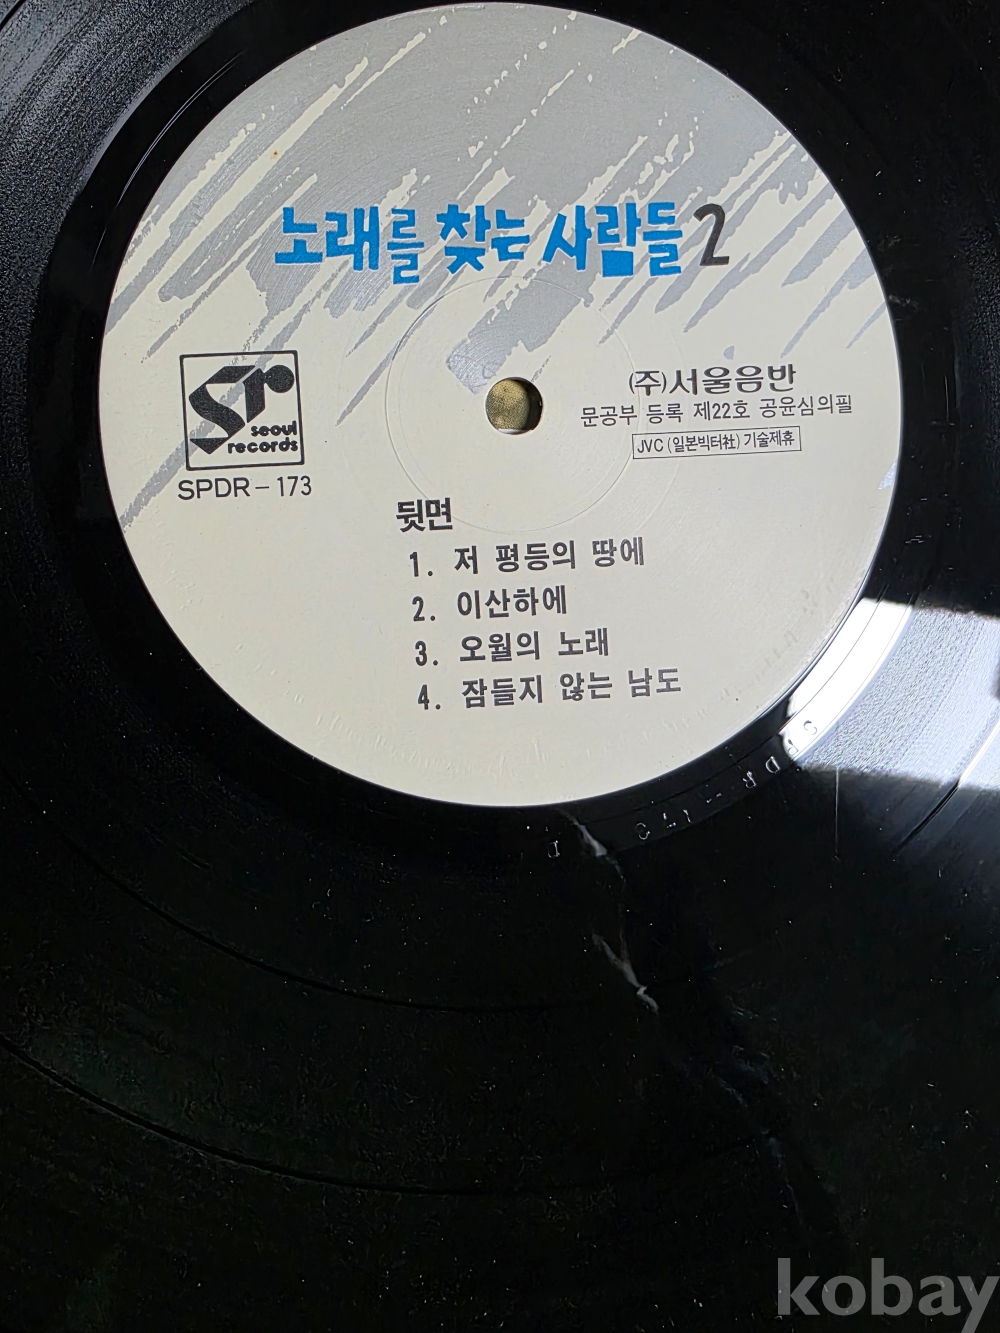 노래를 찾는 사람들 2
sr
seoul
records
SPDR-173
(주)서울음반
문공부 등록 제22호 공윤심의필
JVC (일본빅터社) 기술제휴
뒷면
1. 저 평등의 땅에
2. 이산하에
3. 오월의 노래
4. 잠들지 않는 남도
kobay